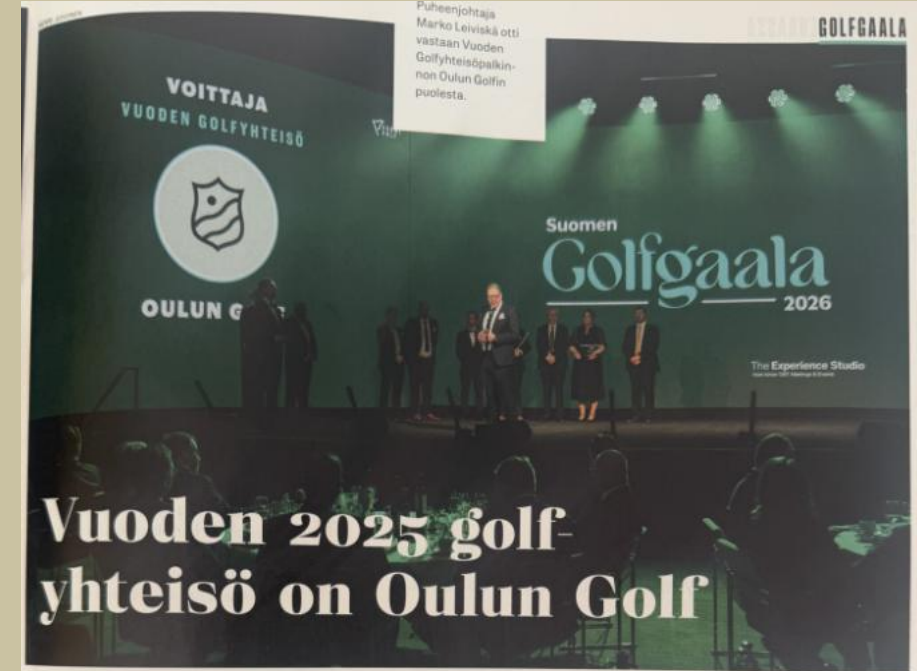 Puheenjohtaja
Marko Leiviskä otti
vastaan Vuoden
Golfyhteisöpalkin-
non Oulun Golfin
puolesta.
GOLFGAALA
VOITTAJA
VUODEN GOLFYHTEISÖ
OULUN G
Suomen
Golfgaala
2026
The Experience Studio
Vuoden 2025 golf-
yhteisö on Oulun Golf